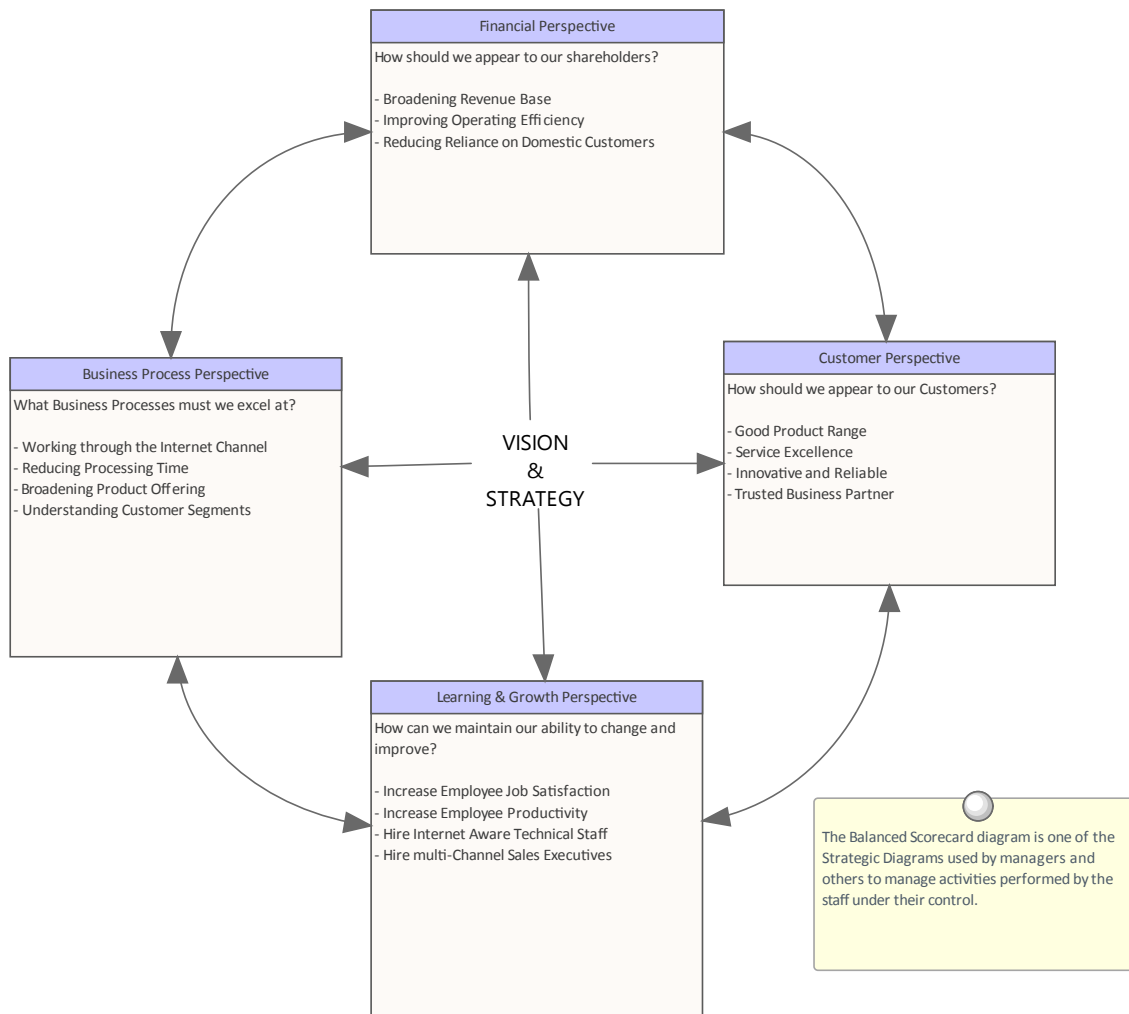 Financial Perspective
How should we appear to our shareholders?
- Broadening Revenue Base
- Improving Operating Efficiency
- Reducing Reliance on Domestic Customers
Business Process Perspective
What Business Processes must we excel at?
- Working through the Internet Channel
- Reducing Processing Time
- Broadening Product Offering
- Understanding Customer Segments
VISION
&
STRATEGY
Customer Perspective
How should we appear to our Customers?
- Good Product Range
- Service Excellence
- Innovative and Reliable
- Trusted Business Partner
Learning & Growth Perspective
How can we maintain our ability to change and
improve?
- Increase Employee Job Satisfaction
- Increase Employee Productivity
- Hire Internet Aware Technical Staff
- Hire multi-Channel Sales Executives
The Balanced Scorecard diagram is one of the
Strategic Diagrams used by managers and
others to manage activities performed by the
staff under their control.